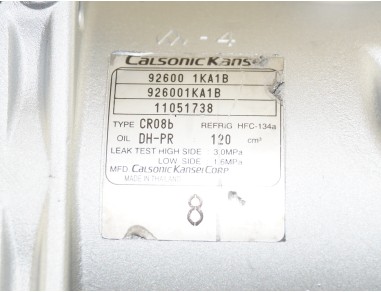 Calsonic Kansei
92600 1KA1B
926001KA1B
11051738
TYPE CR08b REFRIG HFC-134a
OIL DH-PR 120 cm³
LEAK TEST HIGH SIDE 3.0MPa
LOW SIDE 1.6MPa
MFD. Calsonic Kansei Corp.
MADE IN THAILAND
8